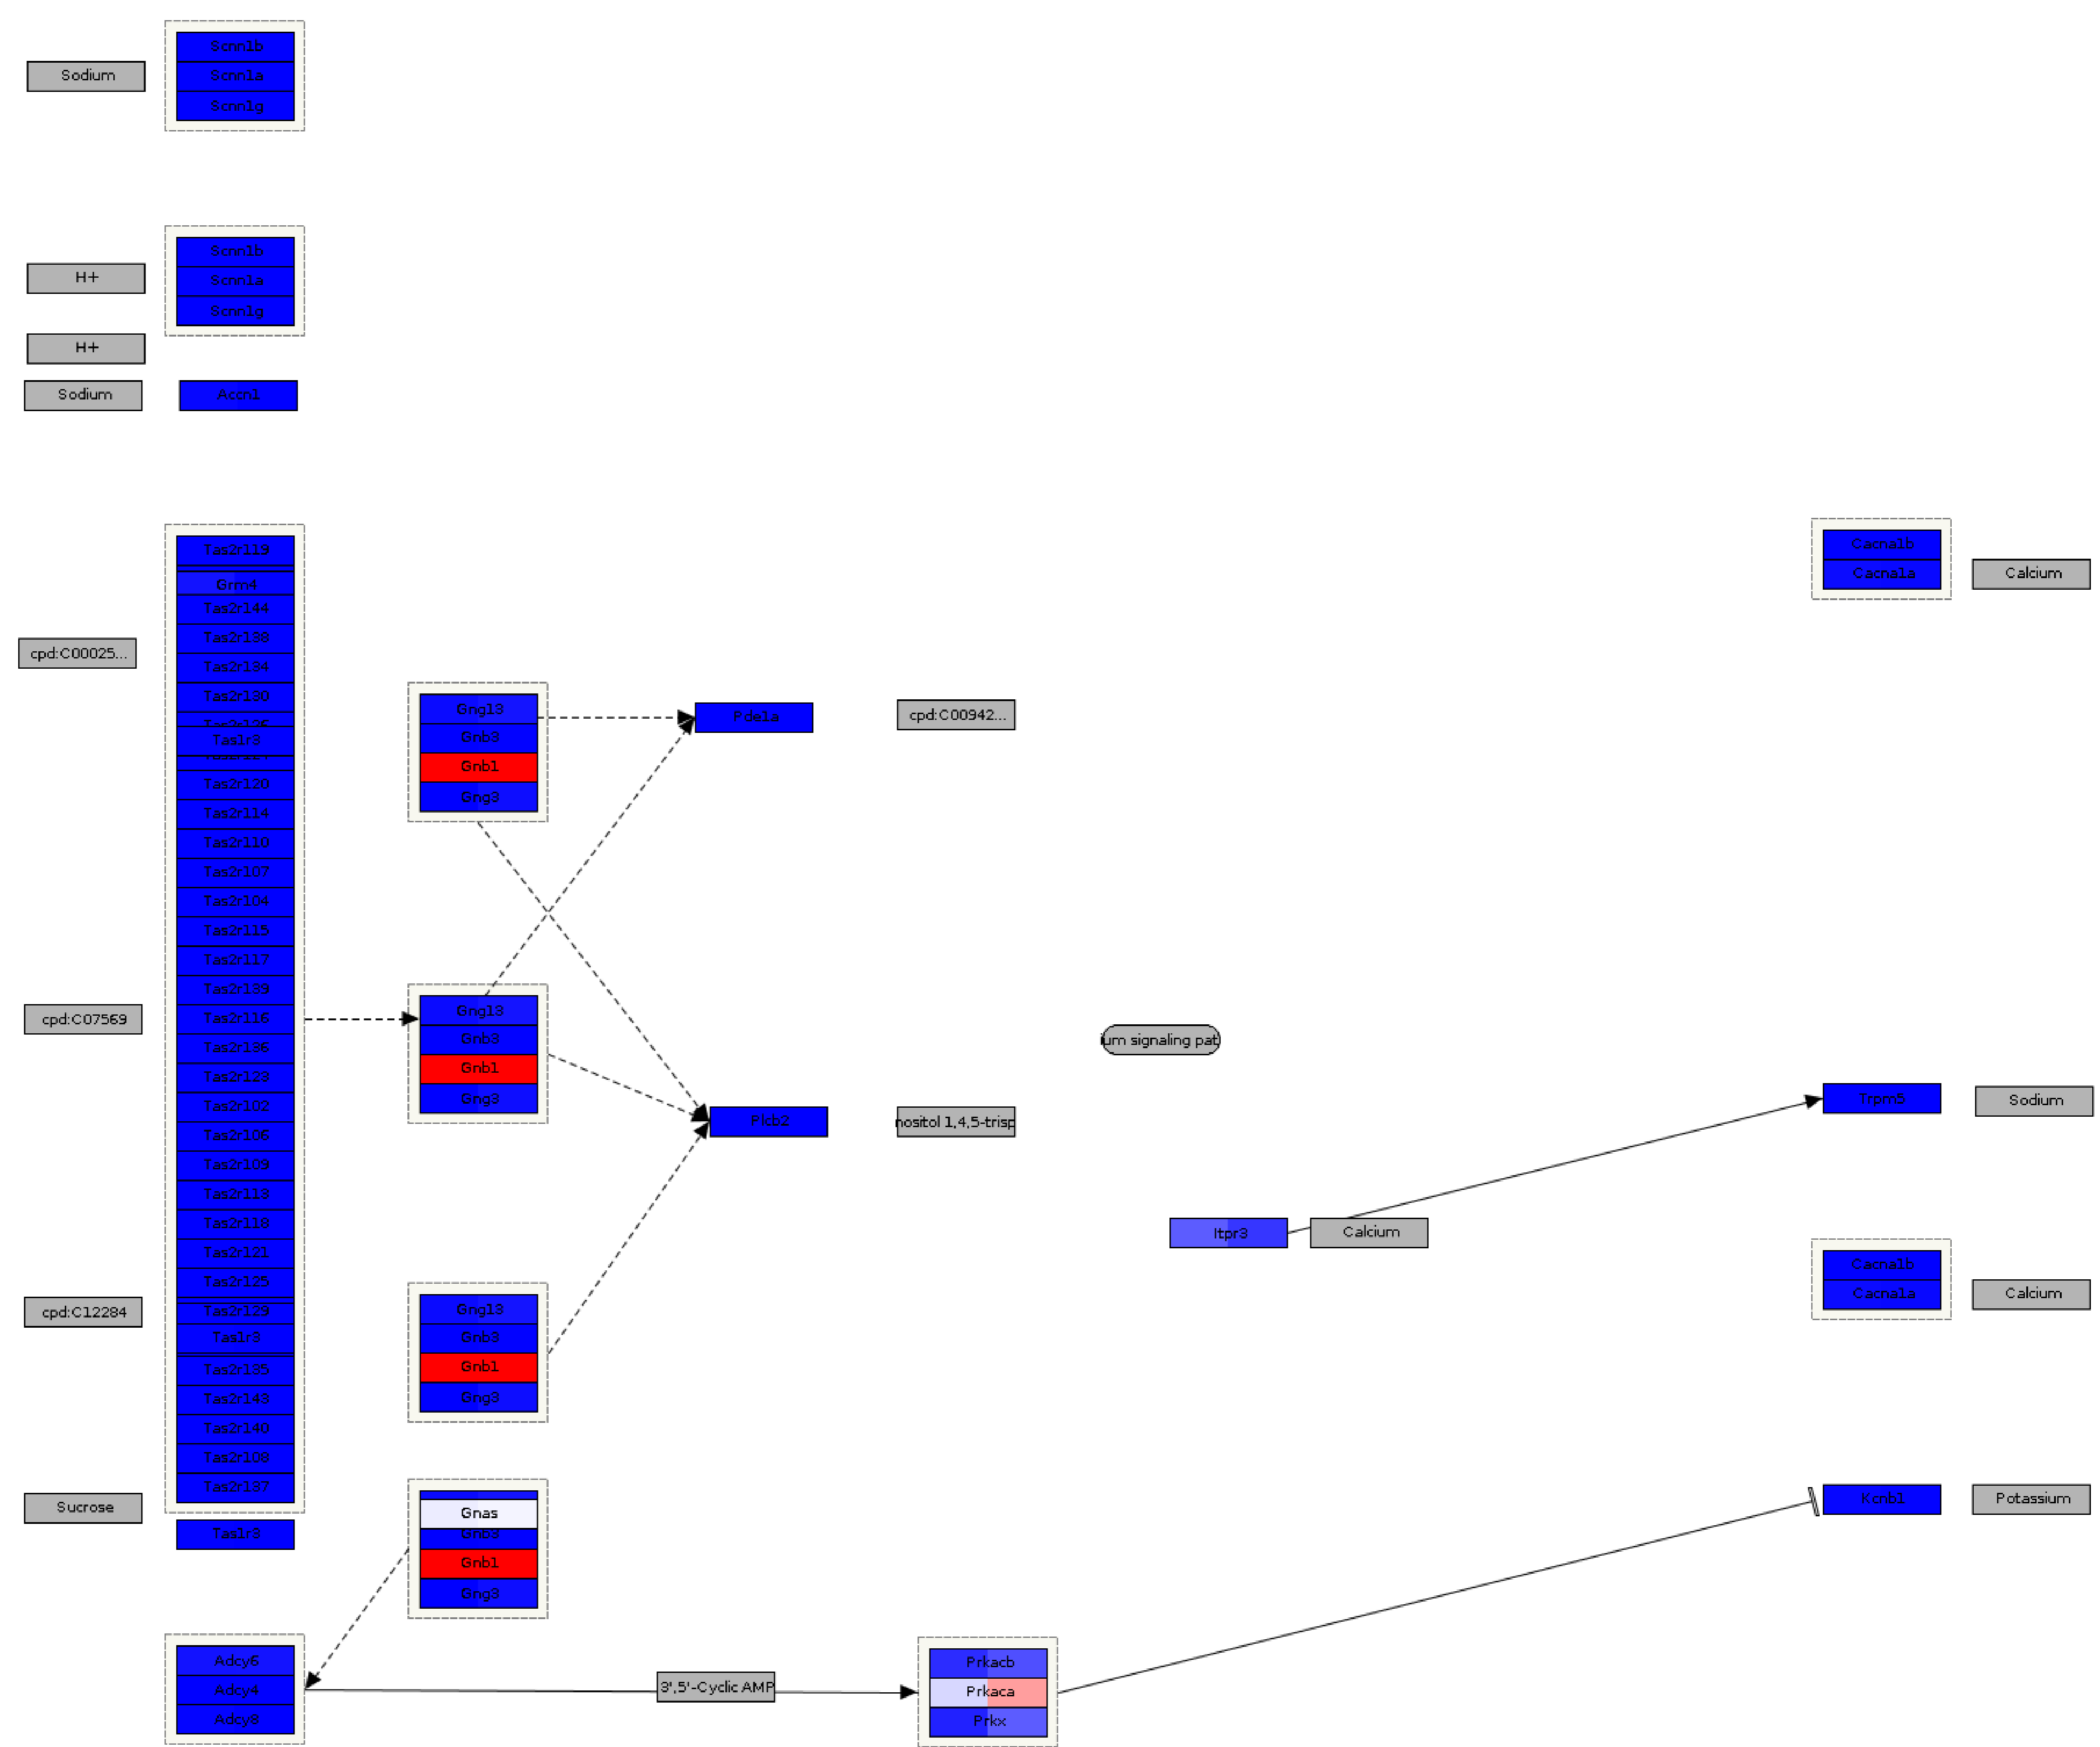 Scnn1b
Sodium
Scnn1a
Scnn1g
Scnn1b
H+
Scnn1a
Scnn1g
H+
Sodium
Accn1
Tas2r119
Grm4
Tas2r144
Tas2r138
cpd:C00025...
Tas2r134
Tas2r130
Tas1r3
Tas2r120
Tas2r114
Tas2r110
Tas2r107
Tas2r104
Tas2r115
Tas2r117
Tas2r139
cpd:C07569
Tas2r116
Tas2r136
Tas2r123
Tas2r102
Tas2r106
Tas2r109
Tas2r113
Tas2r118
Tas2r121
Tas2r125
cpd:C12284
Tas2r129
Tas1r3
Tas2r135
Tas2r143
Tas2r140
Tas2r108
Tas2r137
Sucrose
Tas1r3
Adcy6
Adcy4
Adcy8
Gng13
Gnb3
Gnb1
Gng3
Gng13
Gnb3
Gnb1
Gng3
Gng13
Gnb3
Gnb1
Gng3
Gnas
Gnb3
Gnb1
Gng3
Pde1a
cpd:C00942...
Plcb2
nositol 1,4,5-trisp
ium signaling pat
Itpr3
Calcium
3',5'-Cyclic AMP
Prkacb
Prkaca
Prkx
Cacna1b
Cacna1a
Calcium
Trpm5
Sodium
Cacna1b
Cacna1a
Calcium
Kcnb1
Potassium